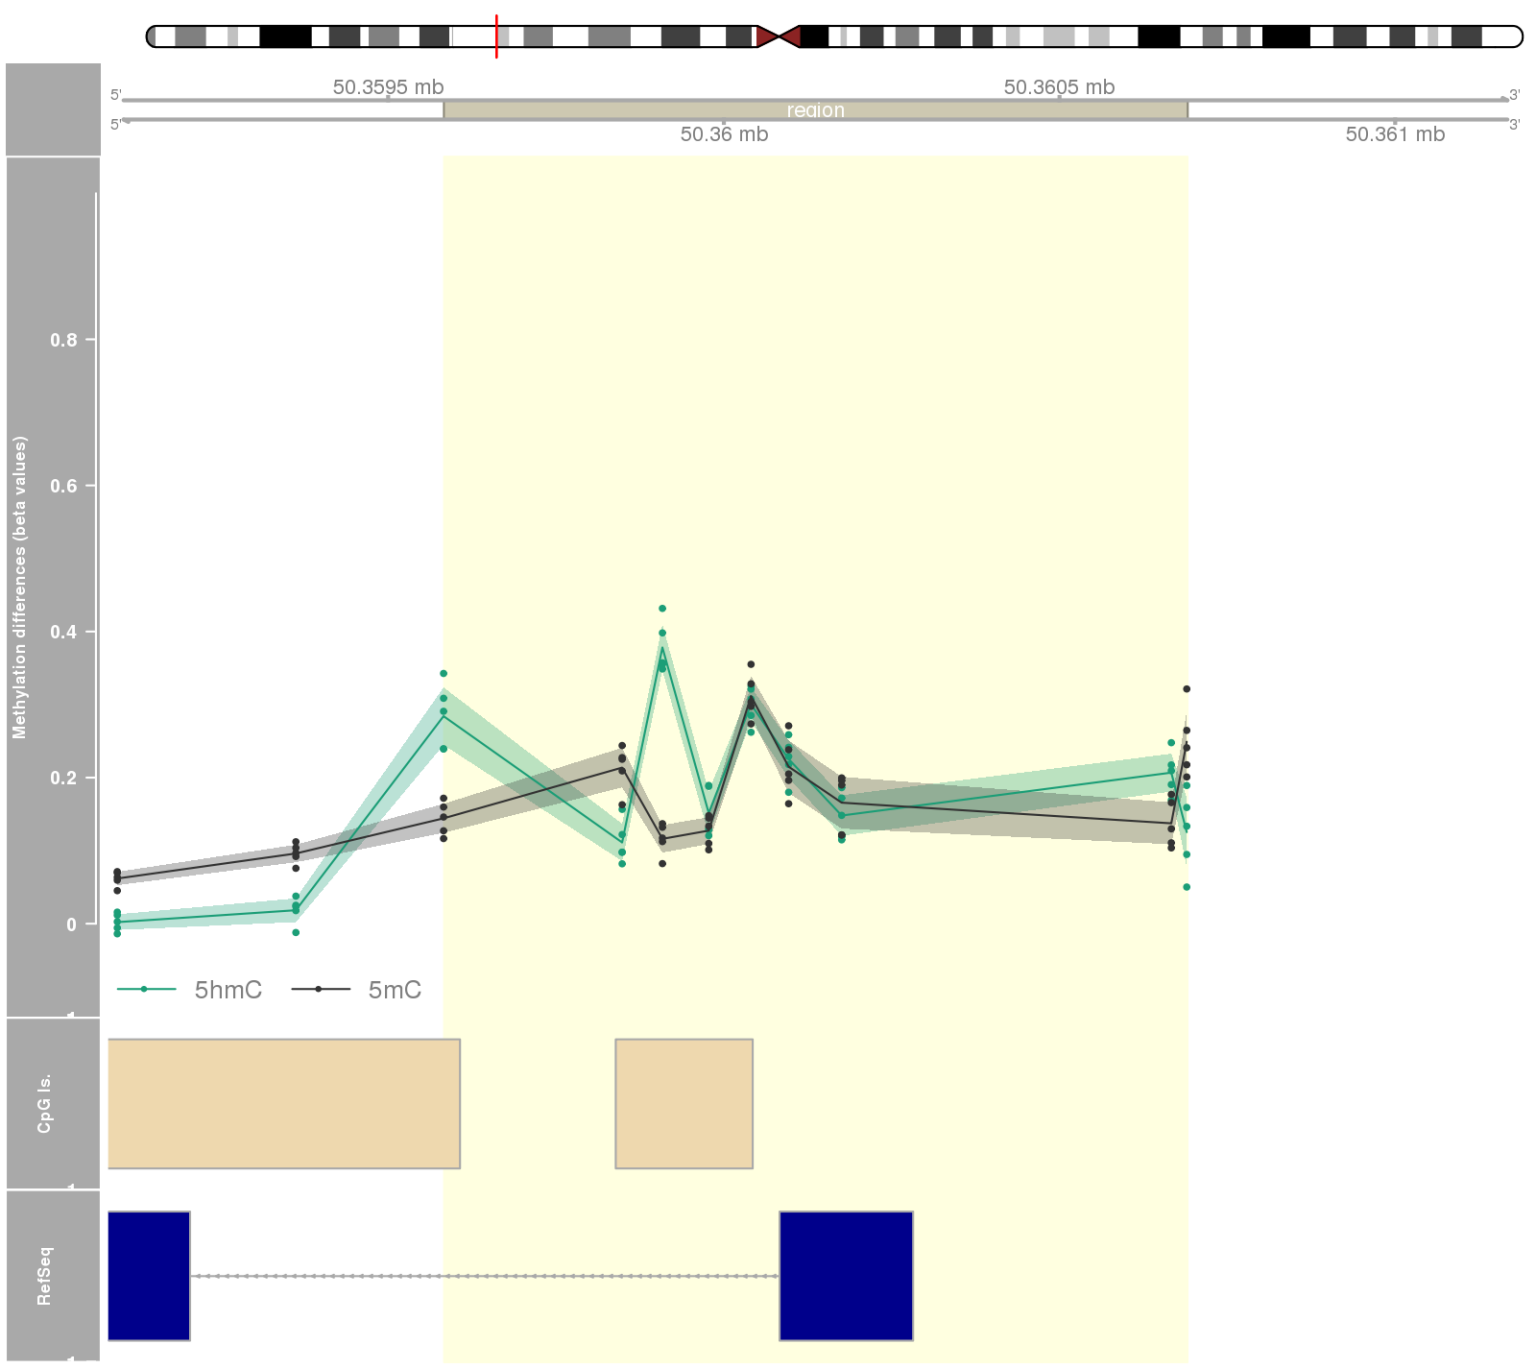 50.3595 mb
50.3605 mb
5'
3'
region
5'
3'
50.36 mb
50.361 mb
Methylation differences (beta values)
0.8
0.6
0.4
0.2
0
5hmC
5mC
CpG Is.
RefSeq